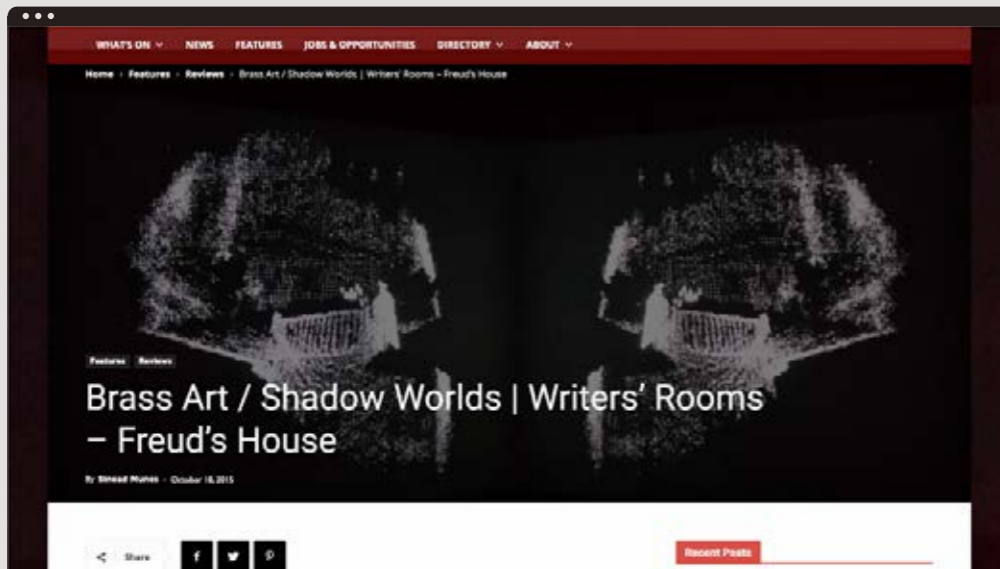 WHAT'S ON NEWS FEATURES JOBS & OPPORTUNITIES DIRECTORY ABOUT
Home › Features › Reviews › Brass Art / Shadow Worlds | Writers' Rooms – Freud's House
Features Reviews
Brass Art / Shadow Worlds | Writers' Rooms
– Freud's House
By Sinead Nunes - October 18, 2015
Share
Recent Posts